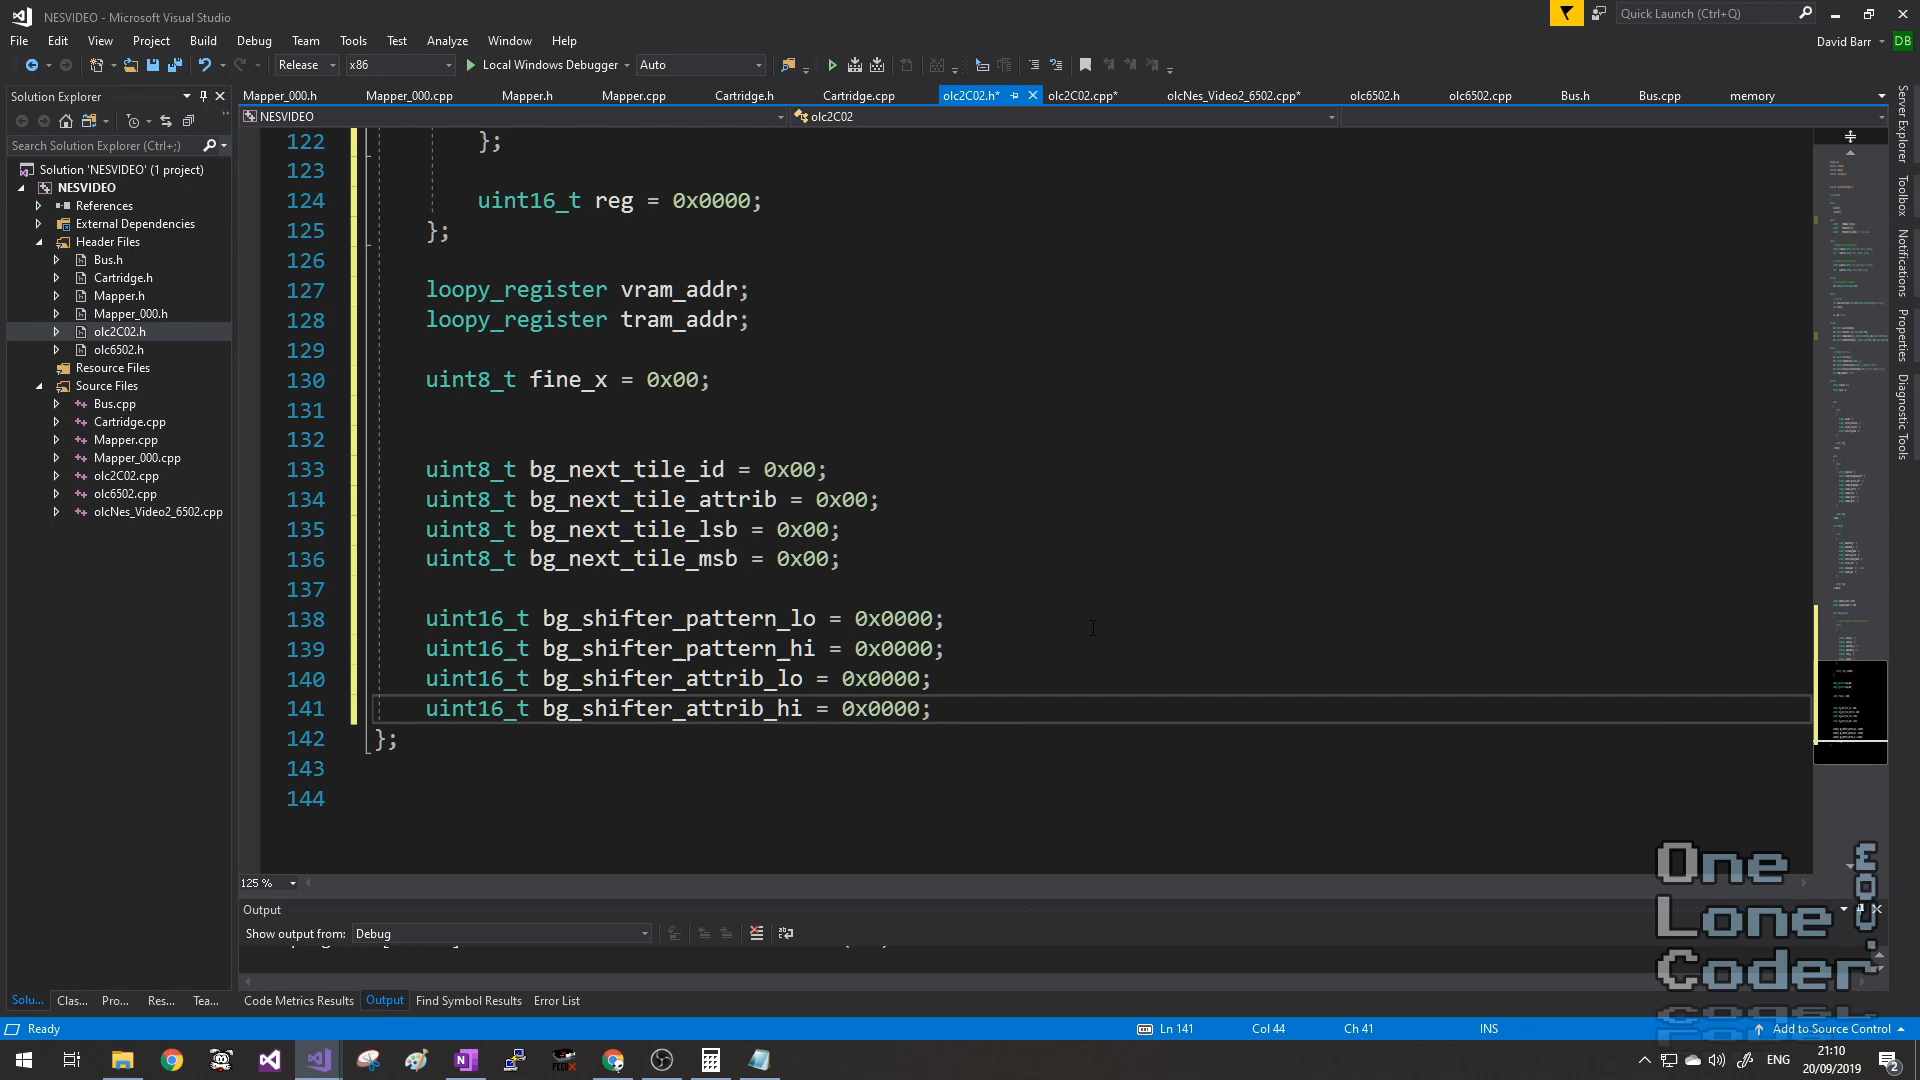 NESVIDEO - Microsoft Visual Studio
Quick Launch (Ctrl+Q)
File Edit View Project Build Debug Team Tools Test Analyze Window Help
David Barr DB
Release x86 Local Windows Debugger Auto
Solution Explorer
Search Solution Explorer (Ctrl+;)
Solution 'NESVIDEO' (1 project)
NESVIDEO
References
External Dependencies
Header Files
Bus.h
Cartridge.h
Mapper.h
Mapper_000.h
olc2C02.h
olc6502.h
Resource Files
Source Files
Bus.cpp
Cartridge.cpp
Mapper.cpp
Mapper_000.cpp
olc2C02.cpp
olc6502.cpp
olcNes_Video2_6502.cpp
Mapper_000.h Mapper_000.cpp Mapper.h Mapper.cpp Cartridge.h Cartridge.cpp olc2C02.h* olc2C02.cpp* olcNes_Video2_6502.cpp* olc6502.h olc6502.cpp Bus.h Bus.cpp memory
NESVIDEO olc2C02
122 };
123
124 uint16_t reg = 0x0000;
125 };
126
127 loopy_register vram_addr;
128 loopy_register tram_addr;
129
130 uint8_t fine_x = 0x00;
131
132
133 uint8_t bg_next_tile_id = 0x00;
134 uint8_t bg_next_tile_attrib = 0x00;
135 uint8_t bg_next_tile_lsb = 0x00;
136 uint8_t bg_next_tile_msb = 0x00;
137
138 uint16_t bg_shifter_pattern_lo = 0x0000;
139 uint16_t bg_shifter_pattern_hi = 0x0000;
140 uint16_t bg_shifter_attrib_lo = 0x0000;
141 uint16_t bg_shifter_attrib_hi = 0x0000;
142 };
143
144
125 %
Output
Show output from: Debug
Solu... Clas... Pro... Res... Tea...
Code Metrics Results Output Find Symbol Results Error List
Server Explorer
Toolbox
Notifications
Properties
Diagnostic Tools
One
Lone
Coder
.com
Ready Ln 141 Col 44 Ch 41 INS Add to Source Control
ENG
21:10
20/09/2019
2